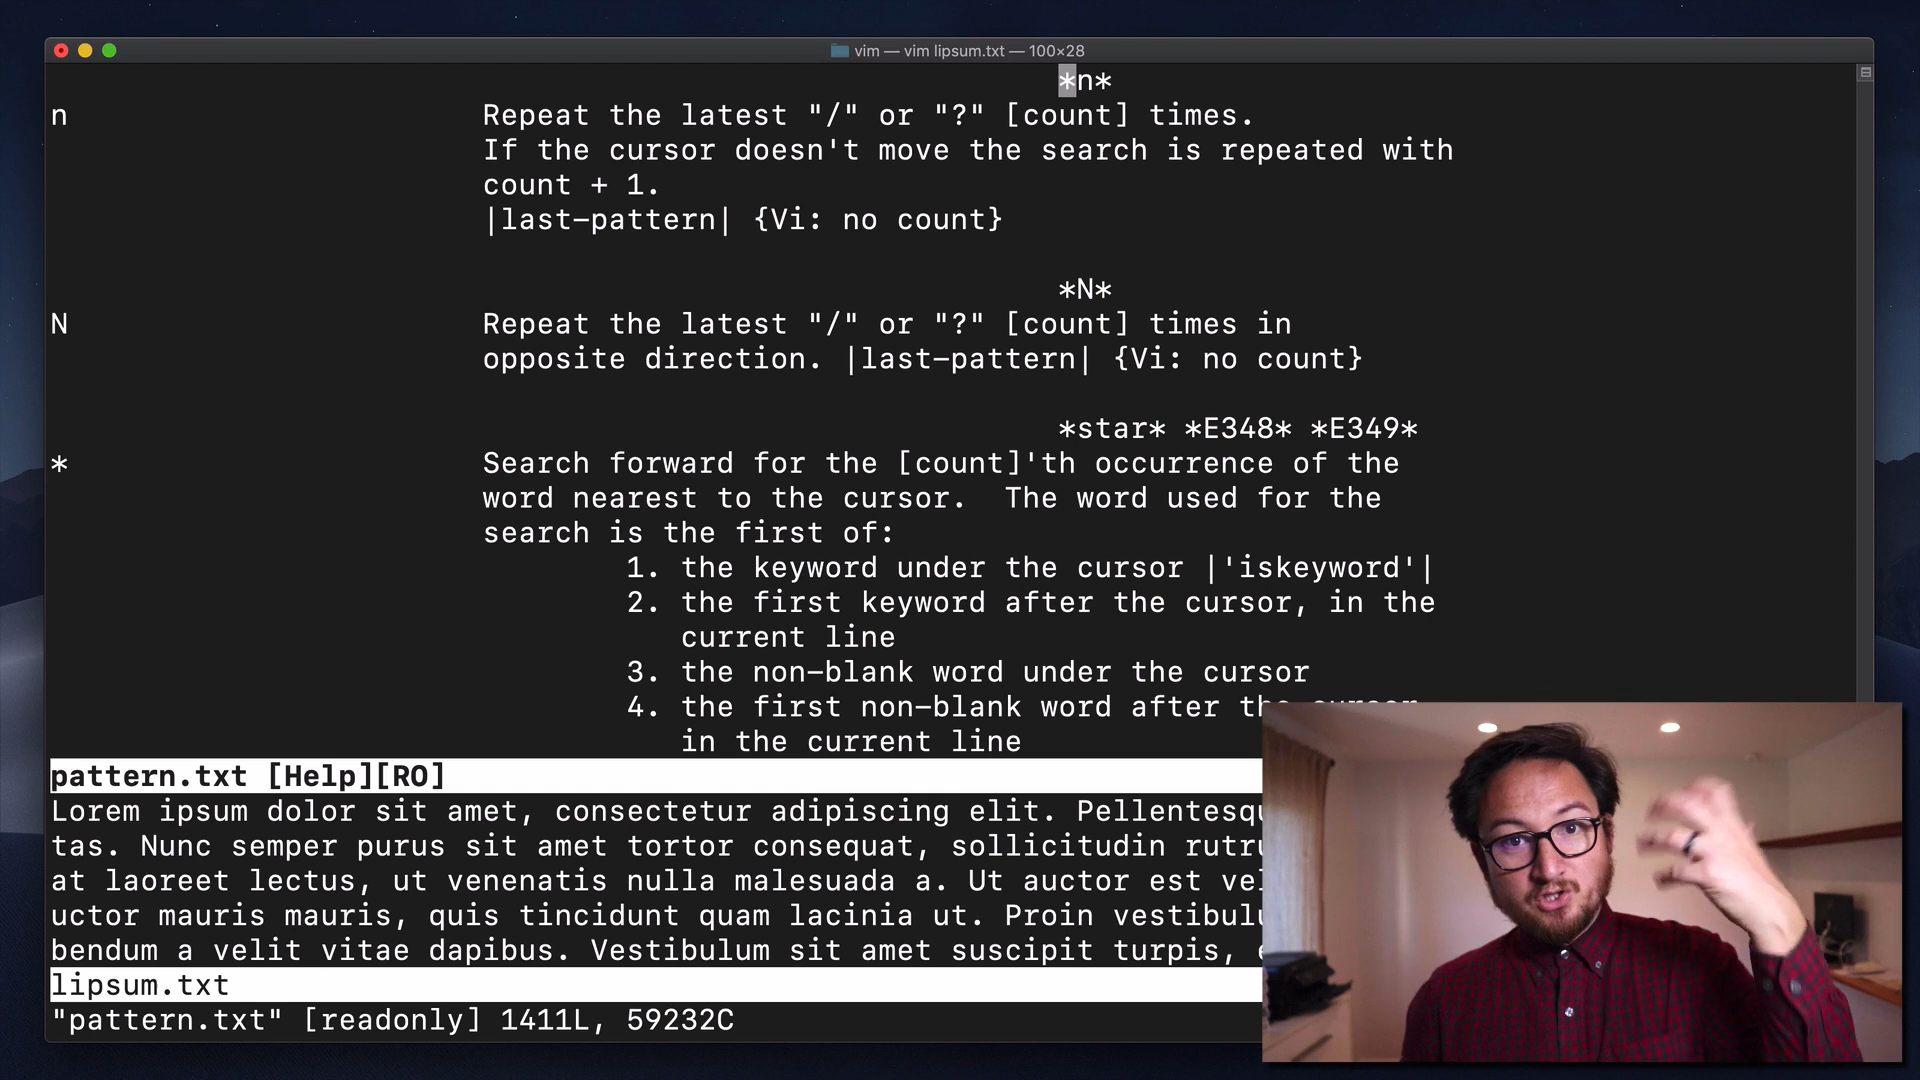 vim — vim lipsum.txt — 100×28
*n*
n Repeat the latest "/" or "?" [count] times.
If the cursor doesn't move the search is repeated with
count + 1.
|last-pattern| {Vi: no count}
*N*
N Repeat the latest "/" or "?" [count] times in
opposite direction. |last-pattern| {Vi: no count}
*star* *E348* *E349*
* Search forward for the [count]'th occurrence of the
word nearest to the cursor.  The word used for the
search is the first of:
1. the keyword under the cursor |'iskeyword'|
2. the first keyword after the cursor, in the
current line
3. the non-blank word under the cursor
4. the first non-blank word after the cursor,
in the current line
pattern.txt [Help][RO]
Lorem ipsum dolor sit amet, consectetur adipiscing elit.
tas. Nunc semper purus sit amet tortor consequat, sollicitudin
at laoreet lectus, ut venenatis nulla malesuada a. Ut auctor est
uctor mauris mauris, quis tincidunt quam lacinia ut. Proin
bendum a velit vitae dapibus. Vestibulum sit amet suscipit turpis,
lipsum.txt
"pattern.txt" [readonly] 1411L, 59232C